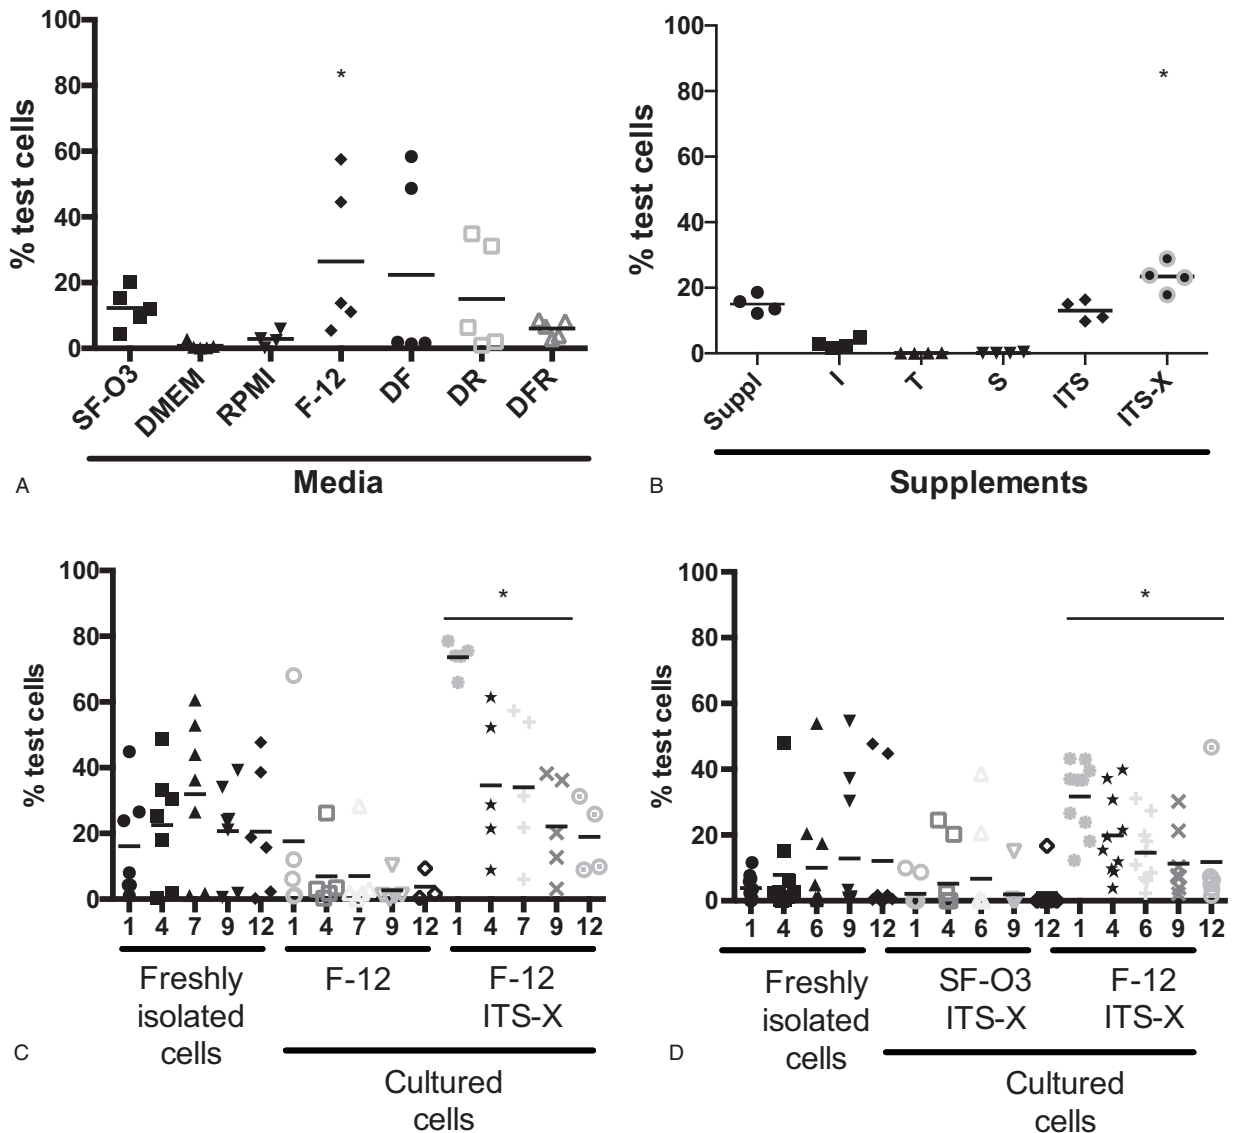 100
80
60
40
20
0
% test cells
*
SF-O3
DMEM
RPMI
F-12
DF
DR
DFR
Media
A
100
80
60
40
20
0
% test cells
*
Suppl
I
T
S
ITS
ITS-X
Supplements
B
100
80
60
40
20
0
% test cells
*
1 4 7 9 12 1 4 7 9 12 1 4 7 9 12
Freshly
isolated
cells
F-12
F-12
ITS-X
Cultured
cells
C
100
80
60
40
20
0
% test cells
*
1 4 6 9 12 1 4 6 9 12 1 4 6 9 12
Freshly
isolated
cells
SF-O3
ITS-X
F-12
ITS-X
Cultured
cells
D